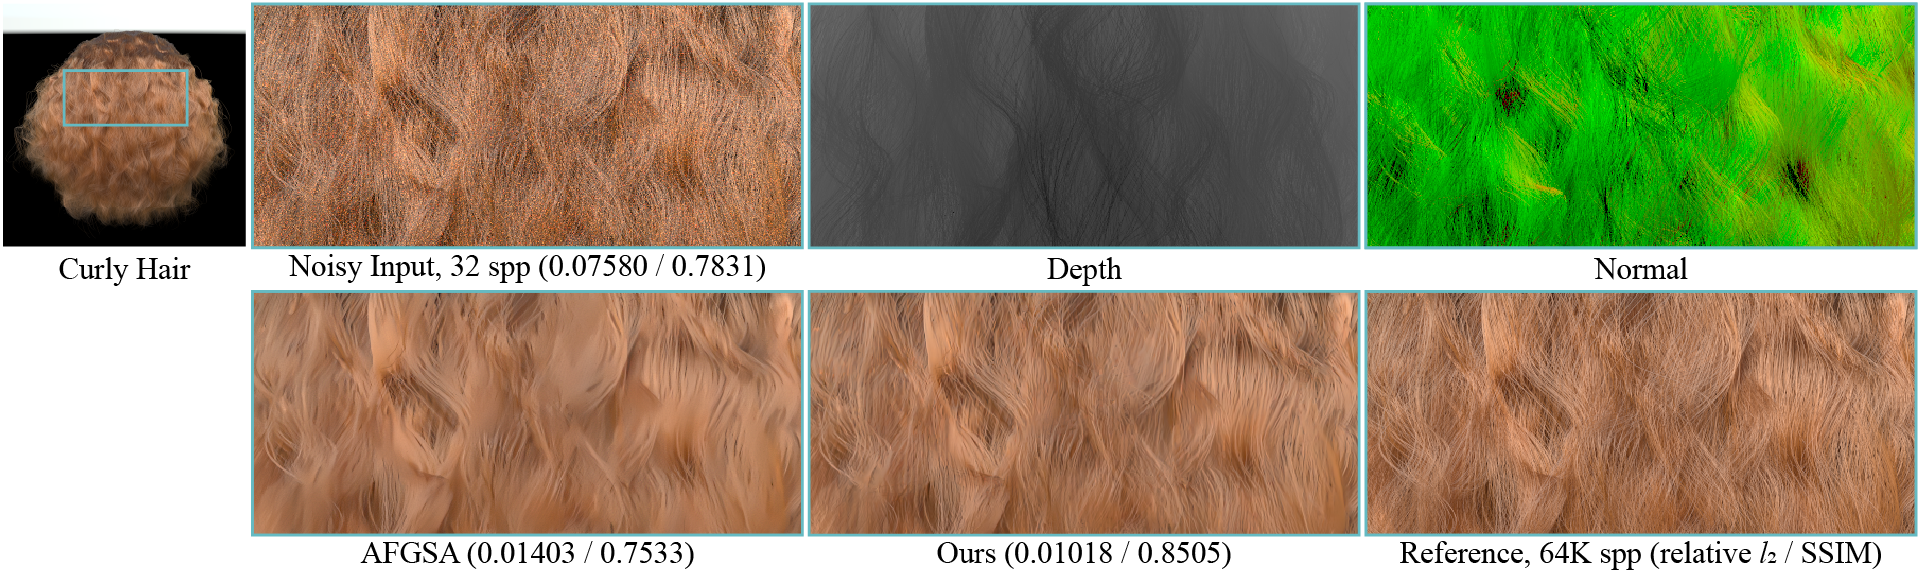 Curly Hair
Noisy Input, 32 spp (0.07580 / 0.7831)
Depth
Normal
AFGSA (0.01403 / 0.7533)
Ours (0.01018 / 0.8505)
Reference, 64K spp (relative l₂ / SSIM)